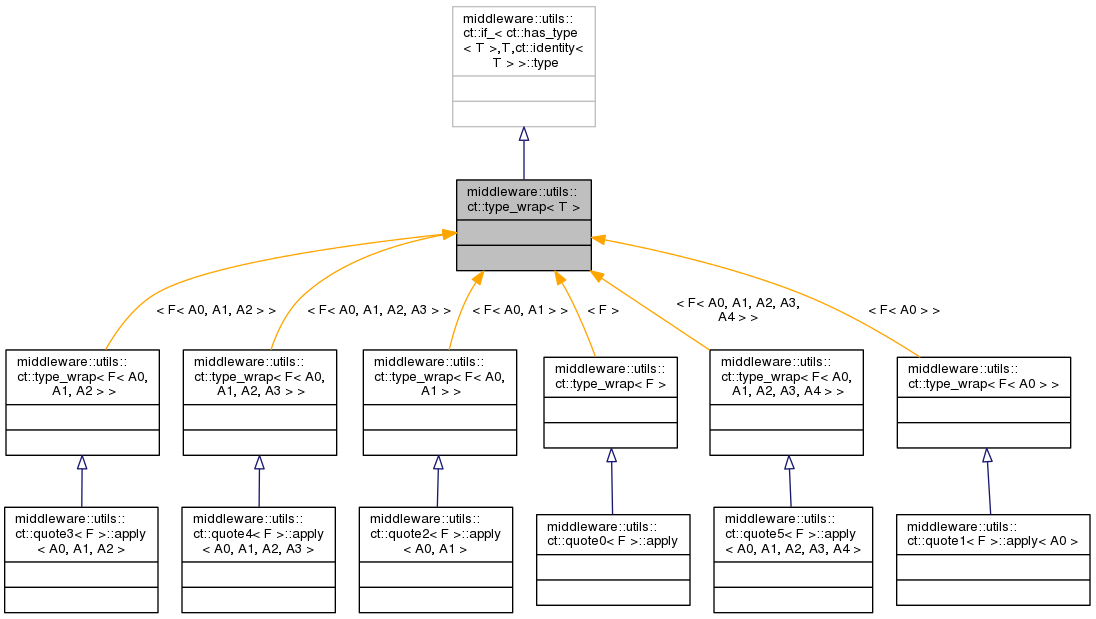 middleware::utils::
ct::if_< ct::has_type
< T >,T,ct::identity<
T > >::type
middleware::utils::
ct::type_wrap< T >
< F< A0, A1, A2 > >
< F< A0, A1, A2, A3 > >
< F< A0, A1 > >
< F >
< F< A0, A1, A2, A3,
A4 > >
< F< A0 > >
middleware::utils::
ct::type_wrap< F< A0,
A1, A2 > >
middleware::utils::
ct::type_wrap< F< A0,
A1, A2, A3 > >
middleware::utils::
ct::type_wrap< F< A0,
A1 > >
middleware::utils::
ct::type_wrap< F >
middleware::utils::
ct::type_wrap< F< A0,
A1, A2, A3, A4 > >
middleware::utils::
ct::type_wrap< F< A0 > >
middleware::utils::
ct::quote3< F >::apply
< A0, A1, A2 >
middleware::utils::
ct::quote4< F >::apply
< A0, A1, A2, A3 >
middleware::utils::
ct::quote2< F >::apply
< A0, A1 >
middleware::utils::
ct::quote0< F >::apply
middleware::utils::
ct::quote5< F >::apply
< A0, A1, A2, A3, A4 >
middleware::utils::
ct::quote1< F >::apply< A0 >